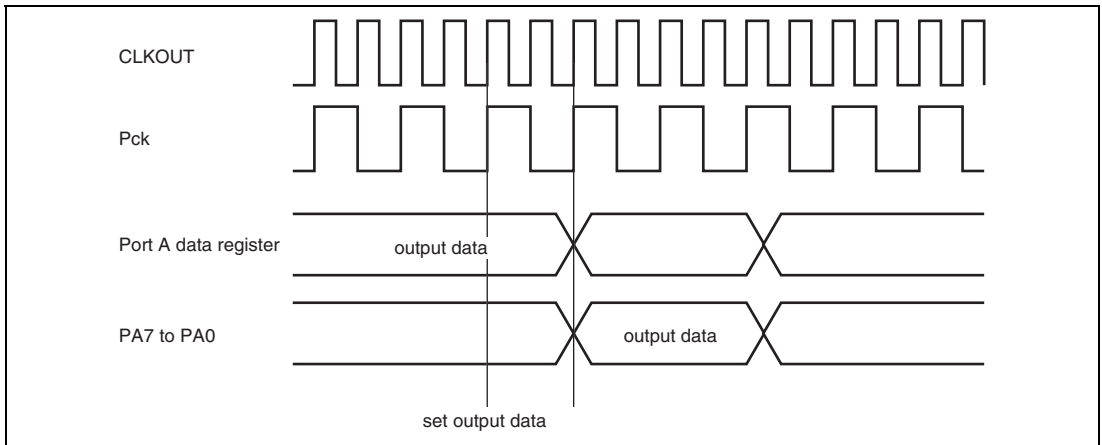 CLKOUT
Pck
Port A data register
output data
PA7 to PA0
output data
set output data